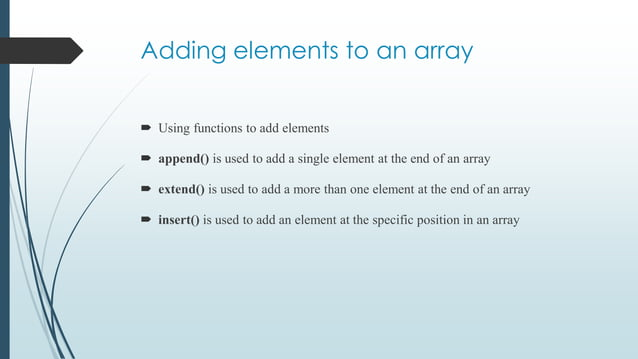 Adding elements to an array
Using functions to add elements
append() is used to add a single element at the end of an array
extend() is used to add a more than one element at the end of an array
insert() is used to add an element at the specific position in an array